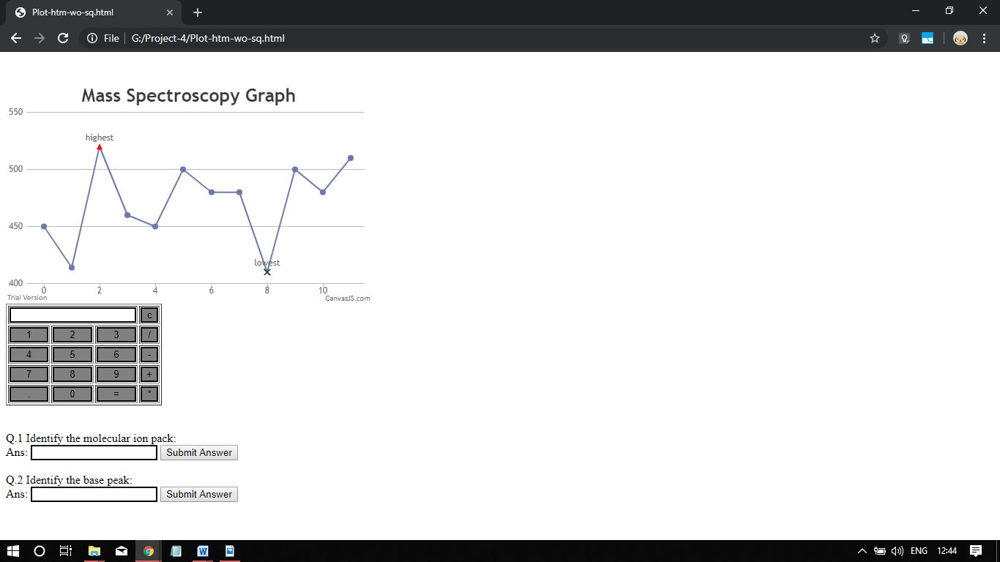 Plot-htm-wo-sq.html
File G:/Project-4/Plot-htm-wo-sq.html
Mass Spectroscopy Graph
550
highest
500
450
lowest
400
0 2 4 6 8 10
Trial Version CanvasJS.com
c
1 2 3 /
4 5 6 -
7 8 9 +
. 0 = *
Q.1 Identify the molecular ion pack:
Ans: Submit Answer
Q.2 Identify the base peak:
Ans: Submit Answer
ENG 12:44